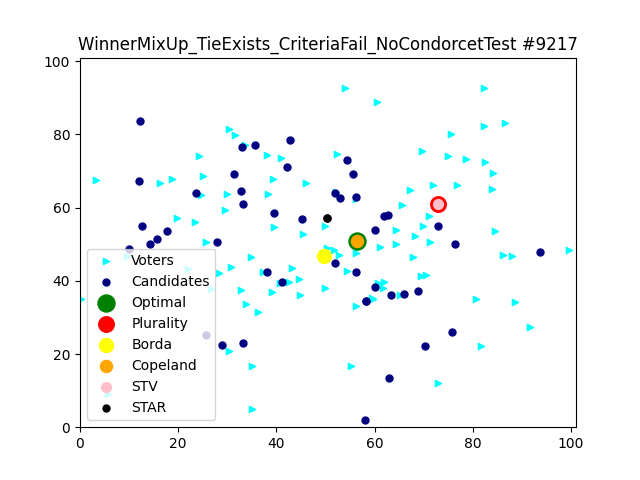 WinnerMixUp_TieExists_CriteriaFail_NoCondorcetTest #9217
100
80
60
40
20
0
0
20
40
60
80
100
Voters
Candidates
Optimal
Plurality
Borda
Copeland
STV
STAR